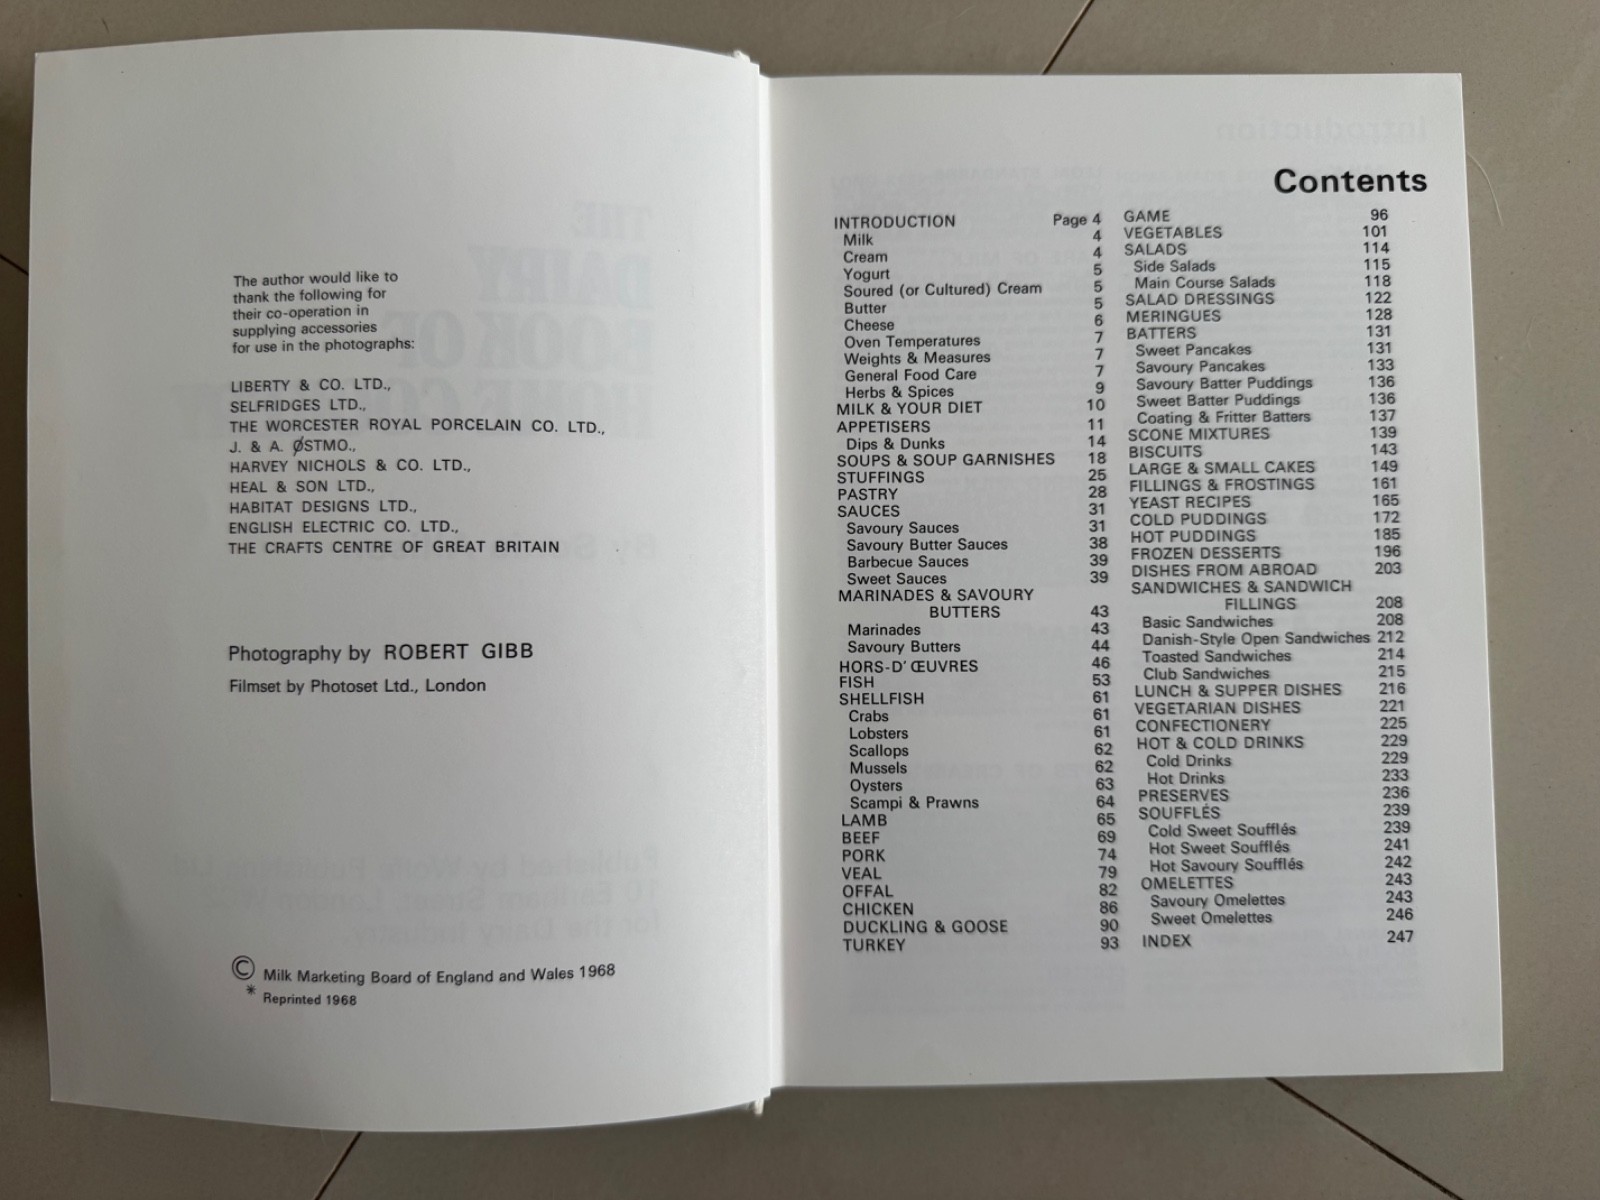 The author would like to
thank the following for
their co-operation in
supplying accessories
for use in the photographs:
LIBERTY & CO. LTD.,
SELFRIDGES LTD.,
THE WORCESTER ROYAL PORCELAIN CO. LTD.,
J. & A. ØSTMO.,
HARVEY NICHOLS & CO. LTD.,
HEAL & SON LTD.,
HABITAT DESIGNS LTD.,
ENGLISH ELECTRIC CO. LTD.,
THE CRAFTS CENTRE OF GREAT BRITAIN
Photography by ROBERT GIBB
Filmset by Photoset Ltd., London
© Milk Marketing Board of England and Wales 1968
* Reprinted 1968
Contents
INTRODUCTION Page 4
Milk 4
Cream 4
Yogurt 5
Soured (or Cultured) Cream 5
Butter 5
Cheese 6
Oven Temperatures 7
Weights & Measures 7
General Food Care 7
Herbs & Spices 9
MILK & YOUR DIET 10
APPETISERS 11
Dips & Dunks 14
SOUPS & SOUP GARNISHES 18
STUFFINGS 25
PASTRY 28
SAUCES 31
Savoury Sauces 31
Savoury Butter Sauces 38
Barbecue Sauces 39
Sweet Sauces 39
MARINADES & SAVOURY
BUTTERS 43
Marinades 43
Savoury Butters 44
HORS-D'ŒUVRES 46
FISH 53
SHELLFISH 61
Crabs 61
Lobsters 61
Scallops 62
Mussels 62
Oysters 63
Scampi & Prawns 64
LAMB 65
BEEF 69
PORK 74
VEAL 79
OFFAL 82
CHICKEN 86
DUCKLING & GOOSE 90
TURKEY 93
GAME 96
VEGETABLES 101
SALADS 114
Side Salads 115
Main Course Salads 118
SALAD DRESSINGS 122
MERINGUES 128
BATTERS 131
Sweet Pancakes 131
Savoury Pancakes 133
Savoury Batter Puddings 136
Sweet Batter Puddings 136
Coating & Fritter Batters 137
SCONE MIXTURES 139
BISCUITS 143
LARGE & SMALL CAKES 149
FILLINGS & FROSTINGS 161
YEAST RECIPES 165
COLD PUDDINGS 172
HOT PUDDINGS 185
FROZEN DESSERTS 196
DISHES FROM ABROAD 203
SANDWICHES & SANDWICH
FILLINGS 208
Basic Sandwiches 208
Danish-Style Open Sandwiches 212
Toasted Sandwiches 214
Club Sandwiches 215
LUNCH & SUPPER DISHES 216
VEGETARIAN DISHES 221
CONFECTIONERY 225
HOT & COLD DRINKS 229
Cold Drinks 229
Hot Drinks 233
PRESERVES 236
SOUFFLÉS 239
Cold Sweet Soufflés 239
Hot Sweet Soufflés 241
Hot Savoury Soufflés 242
OMELETTES 243
Savoury Omelettes 243
Sweet Omelettes 246
INDEX 247